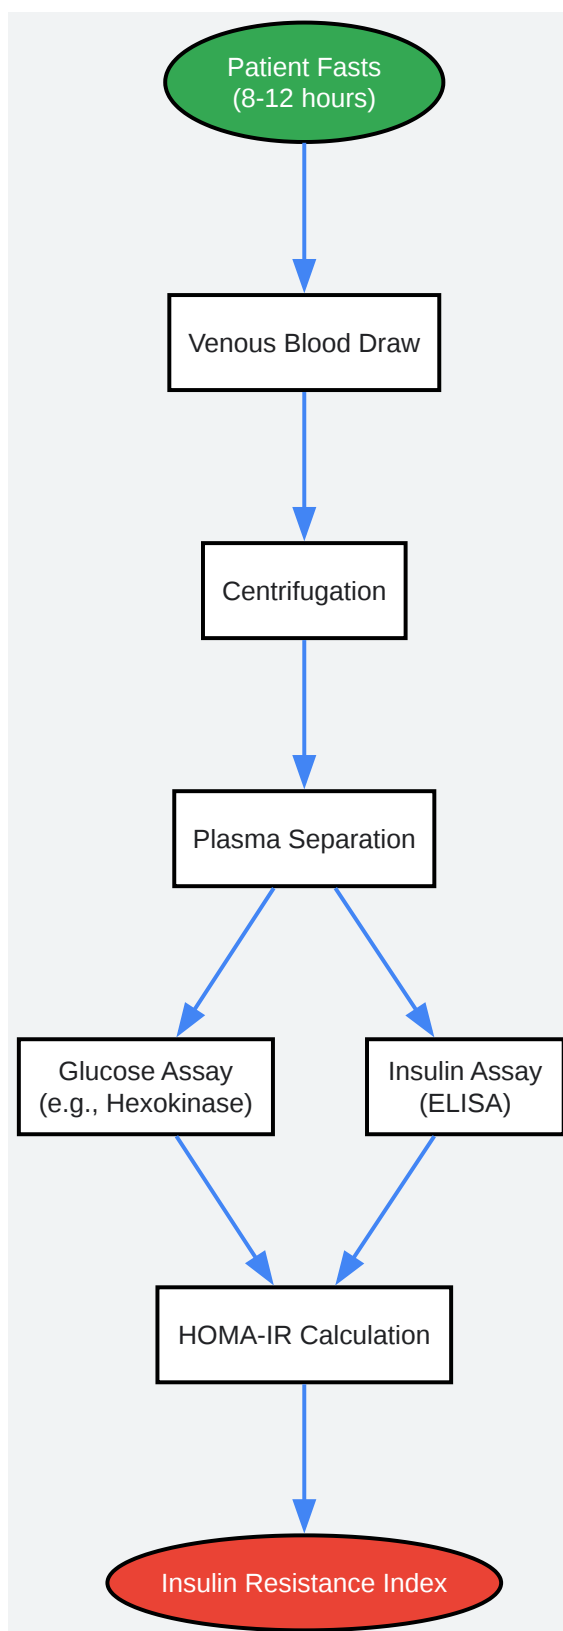 Patient Fasts
(8-12 hours)
Venous Blood Draw
Centrifugation
Plasma Separation
Glucose Assay
(e.g., Hexokinase)
Insulin Assay
(ELISA)
HOMA-IR Calculation
Insulin Resistance Index